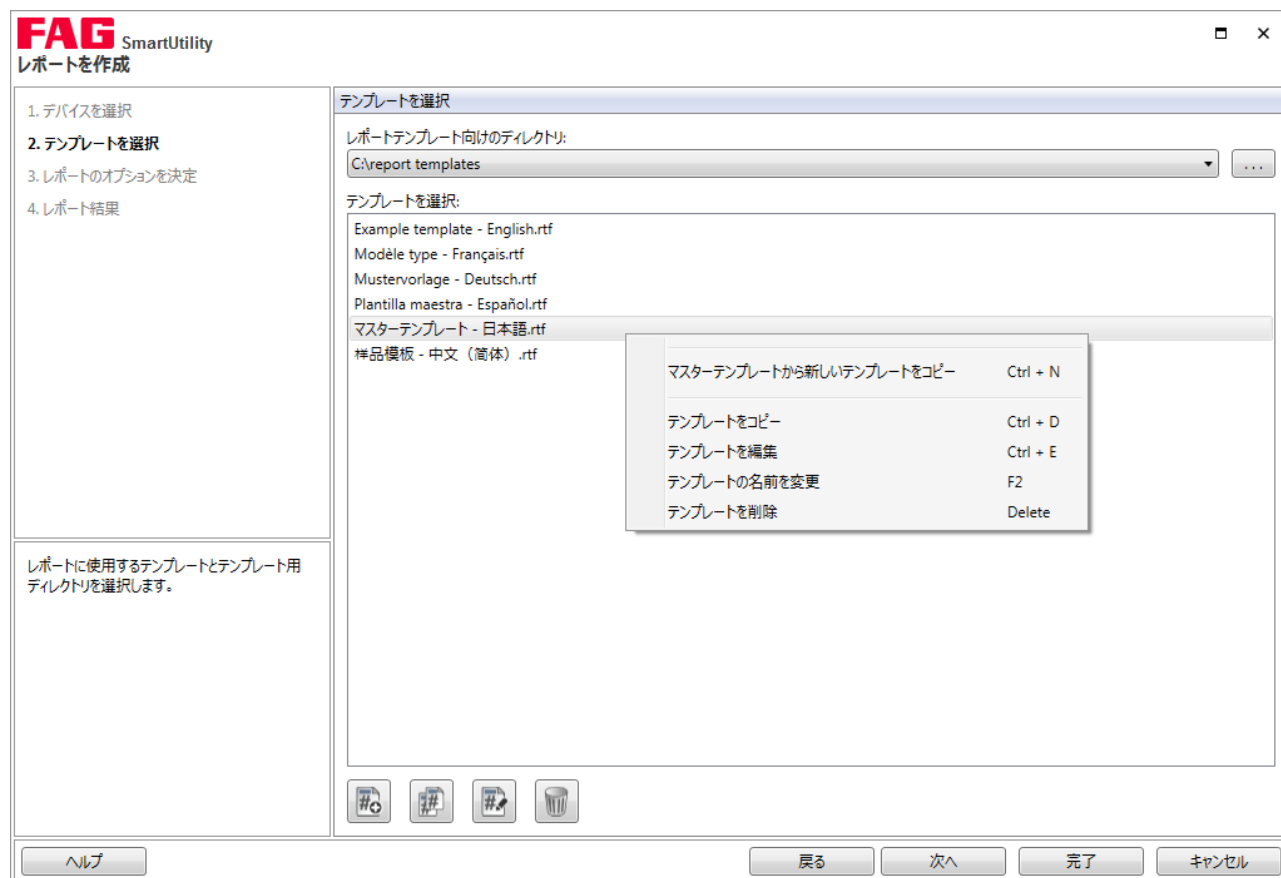 FAG SmartUtility
レポートを作成
1. デバイスを選択
2. テンプレートを選択
3. レポートのオプションを決定
4. レポート結果
レポートに使用するテンプレートとテンプレート用
ディレクトリを選択します。
テンプレートを選択
レポートテンプレート向けのディレクトリ:
C:\report templates
...
テンプレートを選択:
Example template - English.rtf
Modèle type - Français.rtf
Mustervorlage - Deutsch.rtf
Plantilla maestra - Español.rtf
マスターテンプレート - 日本語.rtf
样品模板 - 中文（简体）.rtf
マスターテンプレートから新しいテンプレートをコピー Ctrl + N
テンプレートをコピー Ctrl + D
テンプレートを編集 Ctrl + E
テンプレートの名前を変更 F2
テンプレートを削除 Delete
ヘルプ 戻る 次へ 完了 キャンセル